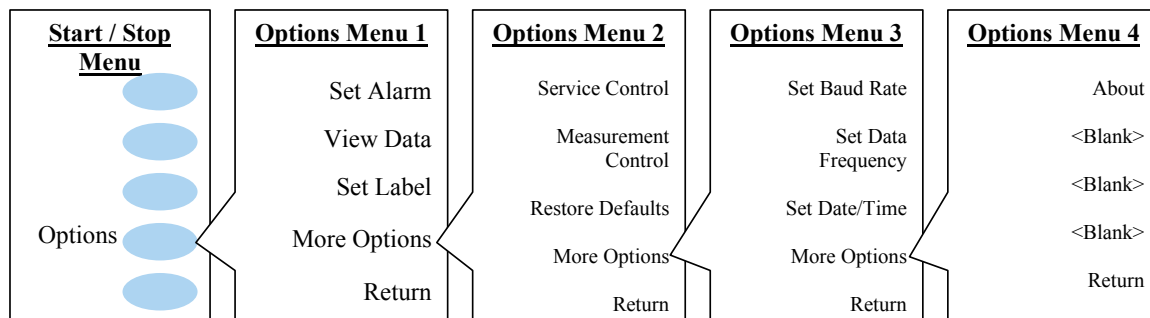 Start / Stop
Menu
Options
Options Menu 1
Set Alarm
View Data
Set Label
More Options
Return
Options Menu 2
Service Control
Measurement
Control
Restore Defaults
More Options
Return
Options Menu 3
Set Baud Rate
Set Data
Frequency
Set Date/Time
More Options
Return
Options Menu 4
About
<Blank>
<Blank>
<Blank>
Return